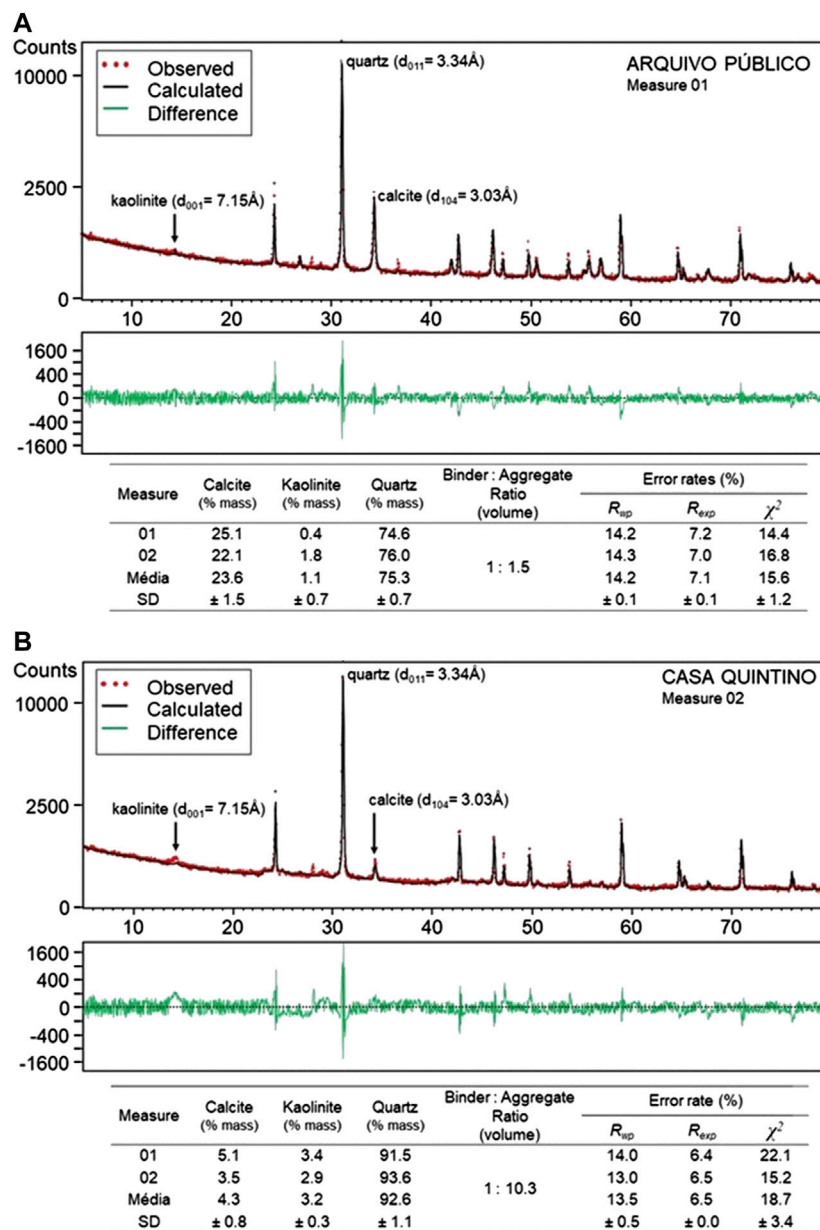 A
Counts
10000
2500
0
Observed
Calculated
Difference
quartz (d011= 3.34Å)
ARQUIVO PÚBLICO
Measure 01
kaolinite (d001= 7.15Å)
calcite (d104= 3.03Å)
10 20 30 40 50 60 70
1600
400
0
-400
-1600
Measure Calcite (% mass) Kaolinite (% mass) Quartz (% mass) Binder : Aggregate Ratio (volume) Error rates (%)
Rwp Rexp χ2
01 25.1 0.4 74.6 14.2 7.2 14.4
02 22.1 1.8 76.0 14.3 7.0 16.8
1 : 1.5
Média 23.6 1.1 75.3 14.2 7.1 15.6
SD ± 1.5 ± 0.7 ± 0.7 ± 0.1 ± 0.1 ± 1.2
B
Counts
10000
2500
0
Observed
Calculated
Difference
quartz (d011= 3.34Å)
CASA QUINTINO
Measure 02
kaolinite (d001= 7.15Å)
calcite (d104= 3.03Å)
10 20 30 40 50 60 70
1600
400
0
-400
-1600
Measure Calcite (% mass) Kaolinite (% mass) Quartz (% mass) Binder : Aggregate Ratio (volume) Error rate (%)
Rwp Rexp χ2
01 5.1 3.4 91.5 14.0 6.4 22.1
02 3.5 2.9 93.6 13.0 6.5 15.2
1 : 10.3
Média 4.3 3.2 92.6 13.5 6.5 18.7
SD ± 0.8 ± 0.3 ± 1.1 ± 0.5 ± 0.0 ± 3.4